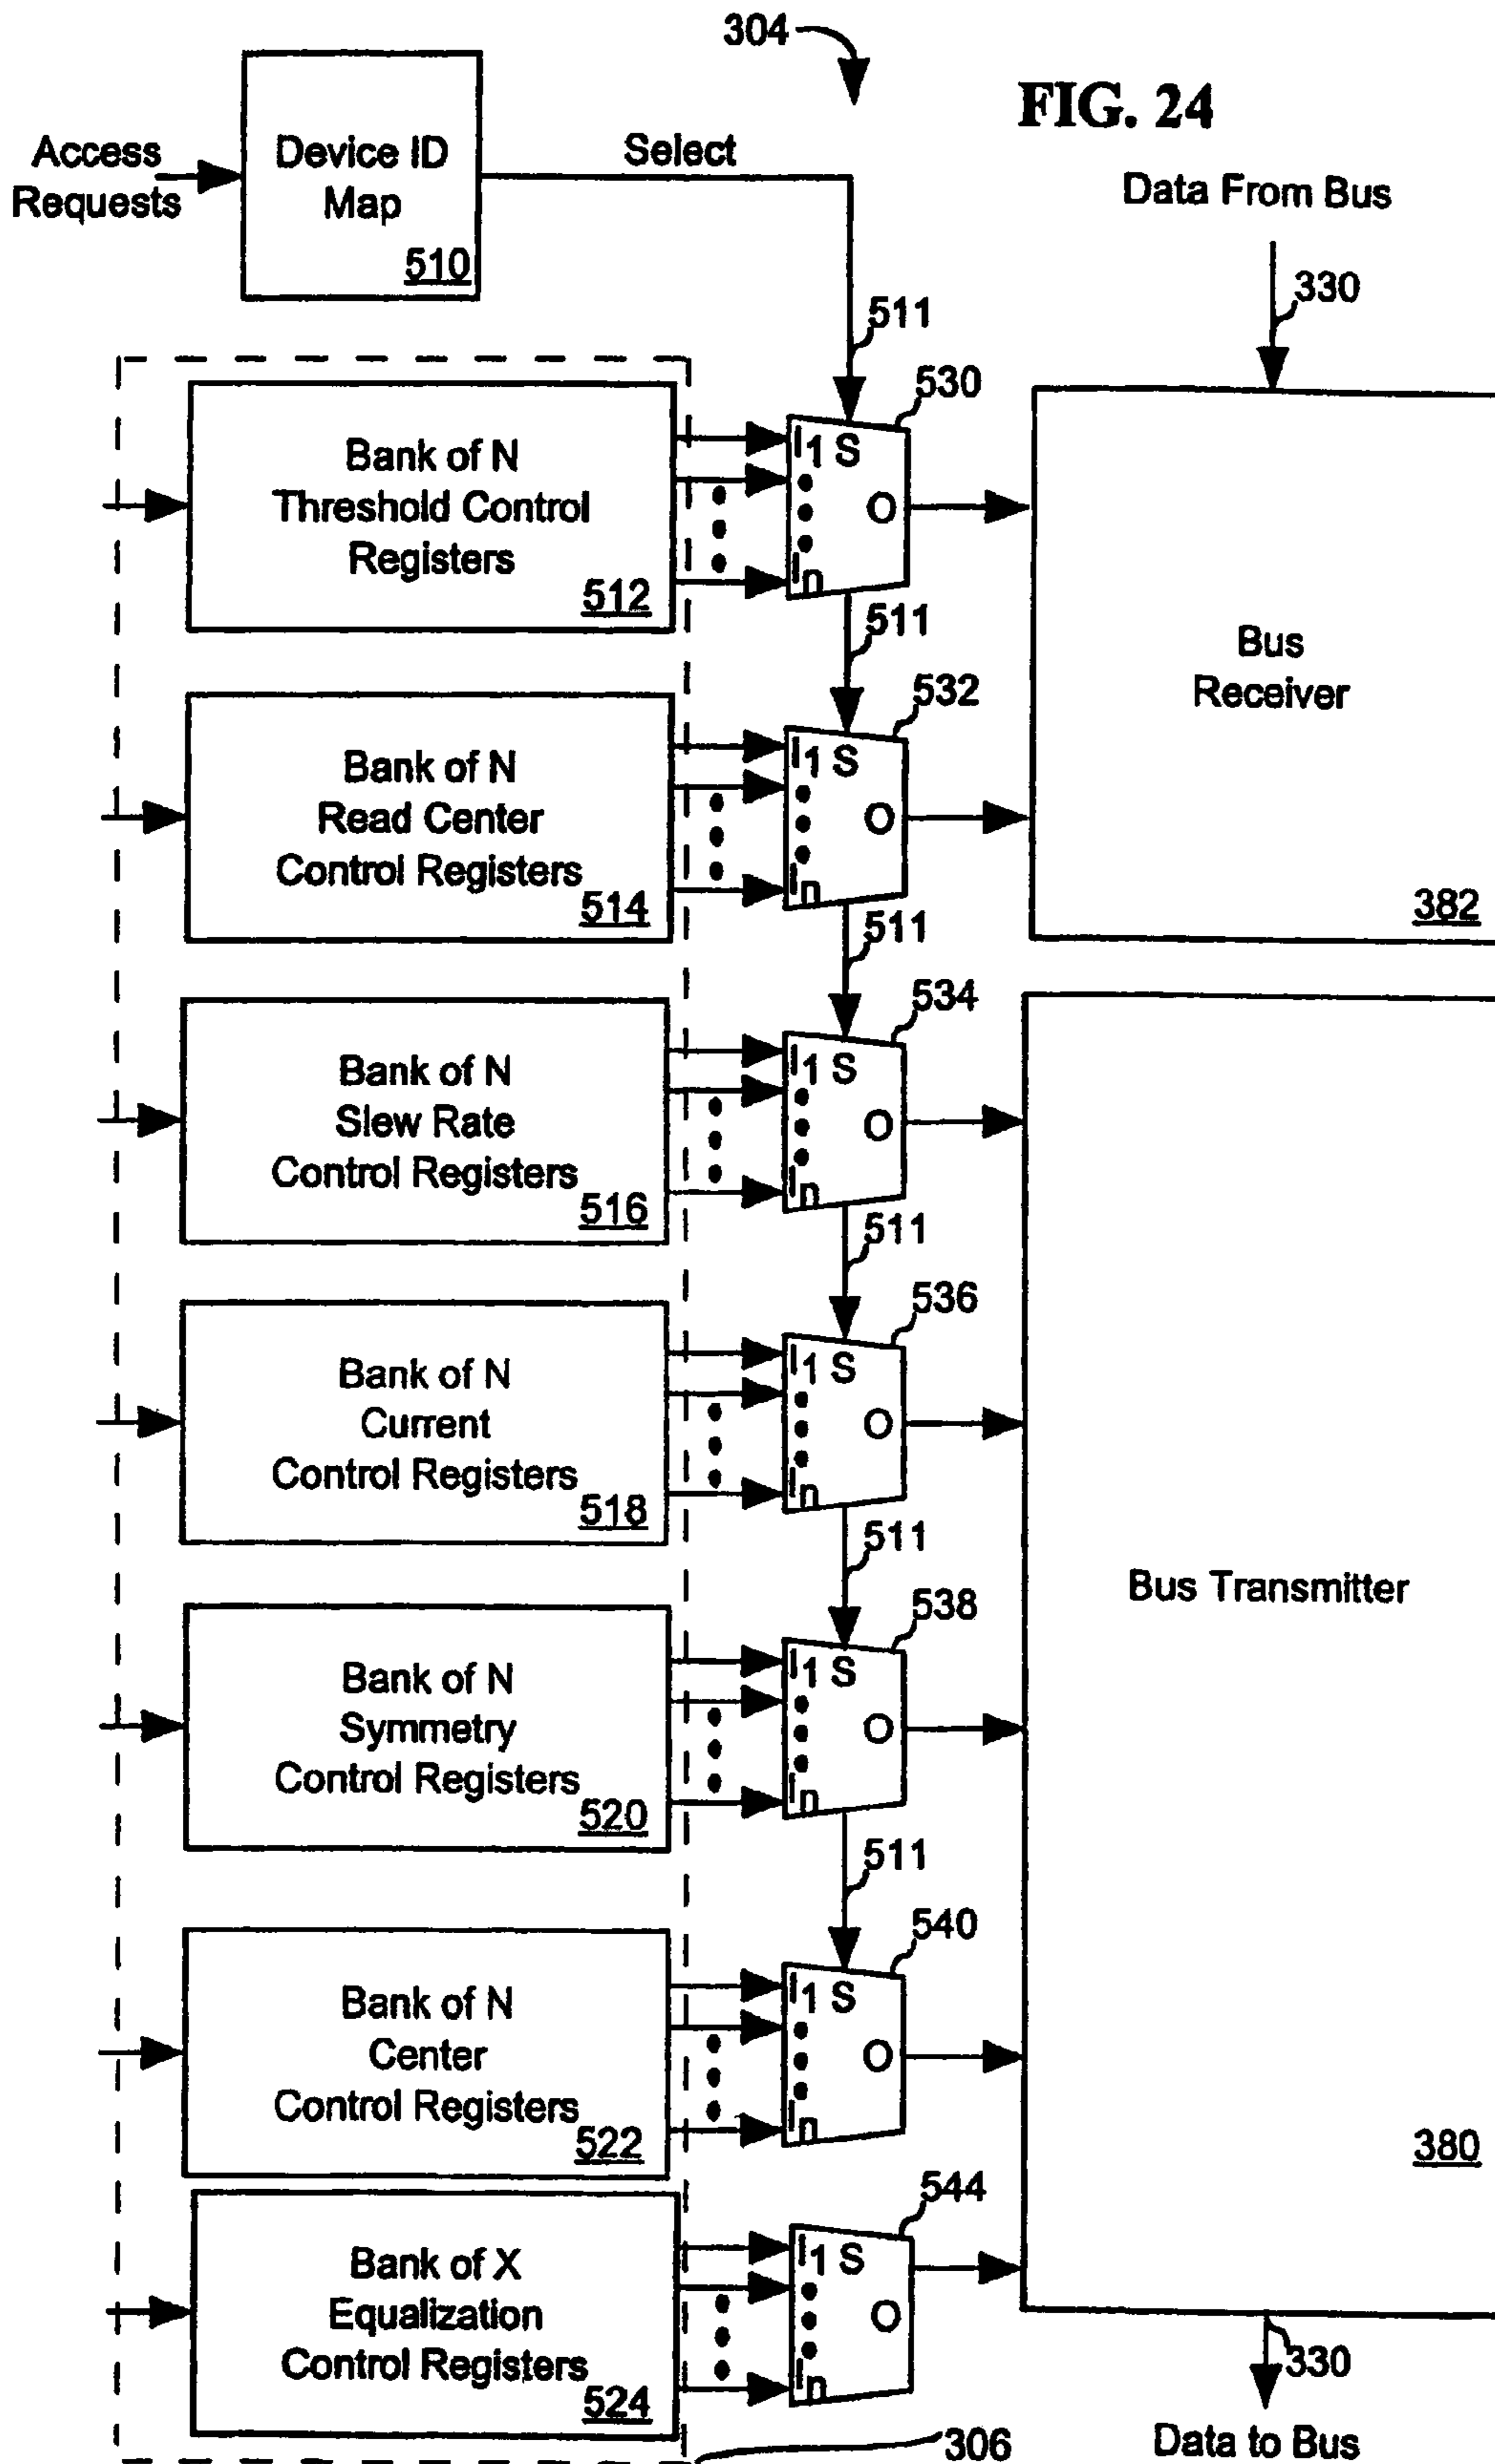 304
FIG. 24
Access
Requests
Device ID
Map
510
Select
Data From Bus
330
511
530
Bank of N
Threshold Control
Registers
512
I1 S
O
In
511
Bus
Receiver
382
532
Bank of N
Read Center
Control Registers
514
I1 S
O
In
511
534
Bank of N
Slew Rate
Control Registers
516
I1 S
O
In
511
536
Bank of N
Current
Control Registers
518
I1 S
O
In
511
Bus Transmitter
380
538
Bank of N
Symmetry
Control Registers
520
I1 S
O
In
511
540
Bank of N
Center
Control Registers
522
I1 S
O
In
544
Bank of X
Equalization
Control Registers
524
I1 S
O
In
330
306
Data to Bus